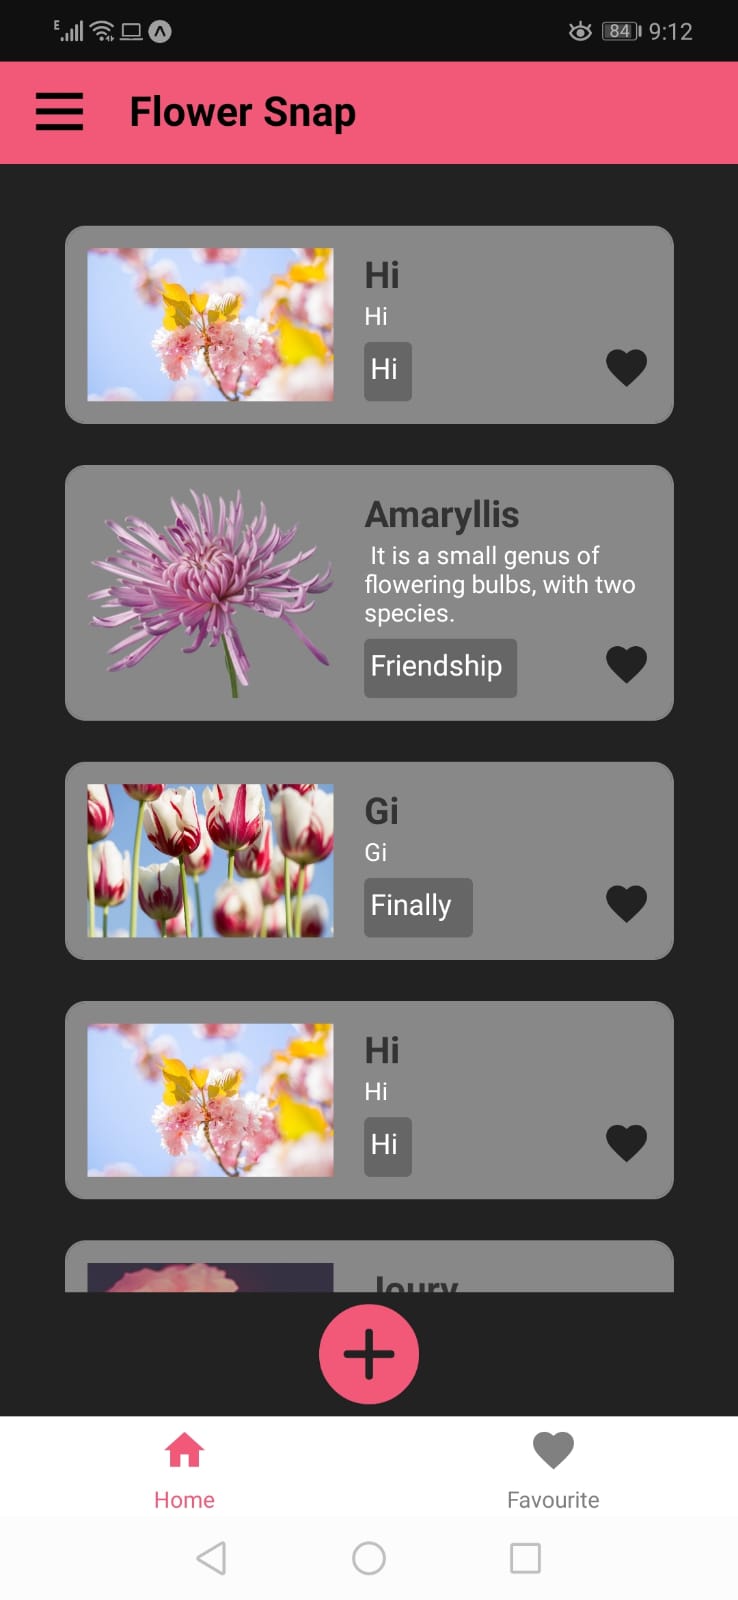 E 84 9:12
Flower Snap
Hi
Hi
Hi
Amaryllis
It is a small genus of
flowering bulbs, with two
species.
Friendship
Gi
Gi
Finally
Hi
Hi
Hi
Joury
Home Favourite